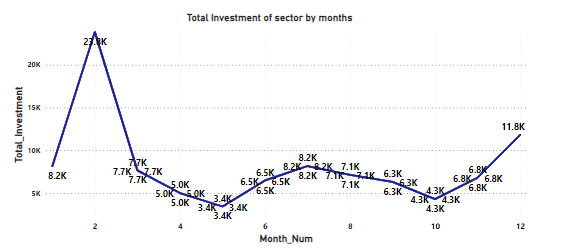 Total Investment of sector by months
Total_Investment
20K
15K
10K
5K
8.2K
23.8K
7.7K
7.7K 7.7K
7.7K
5.0K
5.0K 5.0K
5.0K
3.4K
3.4K 3.4K
3.4K
6.5K
6.5K 6.5K
6.5K
8.2K
8.2K 8.2K
8.2K
7.1K
7.1K 7.1K
7.1K
6.3K
6.3K
6.3K
4.3K
4.3K 4.3K
4.3K
6.8K
6.8K 6.8K
6.8K
11.8K
2 4 6 8 10 12
Month_Num